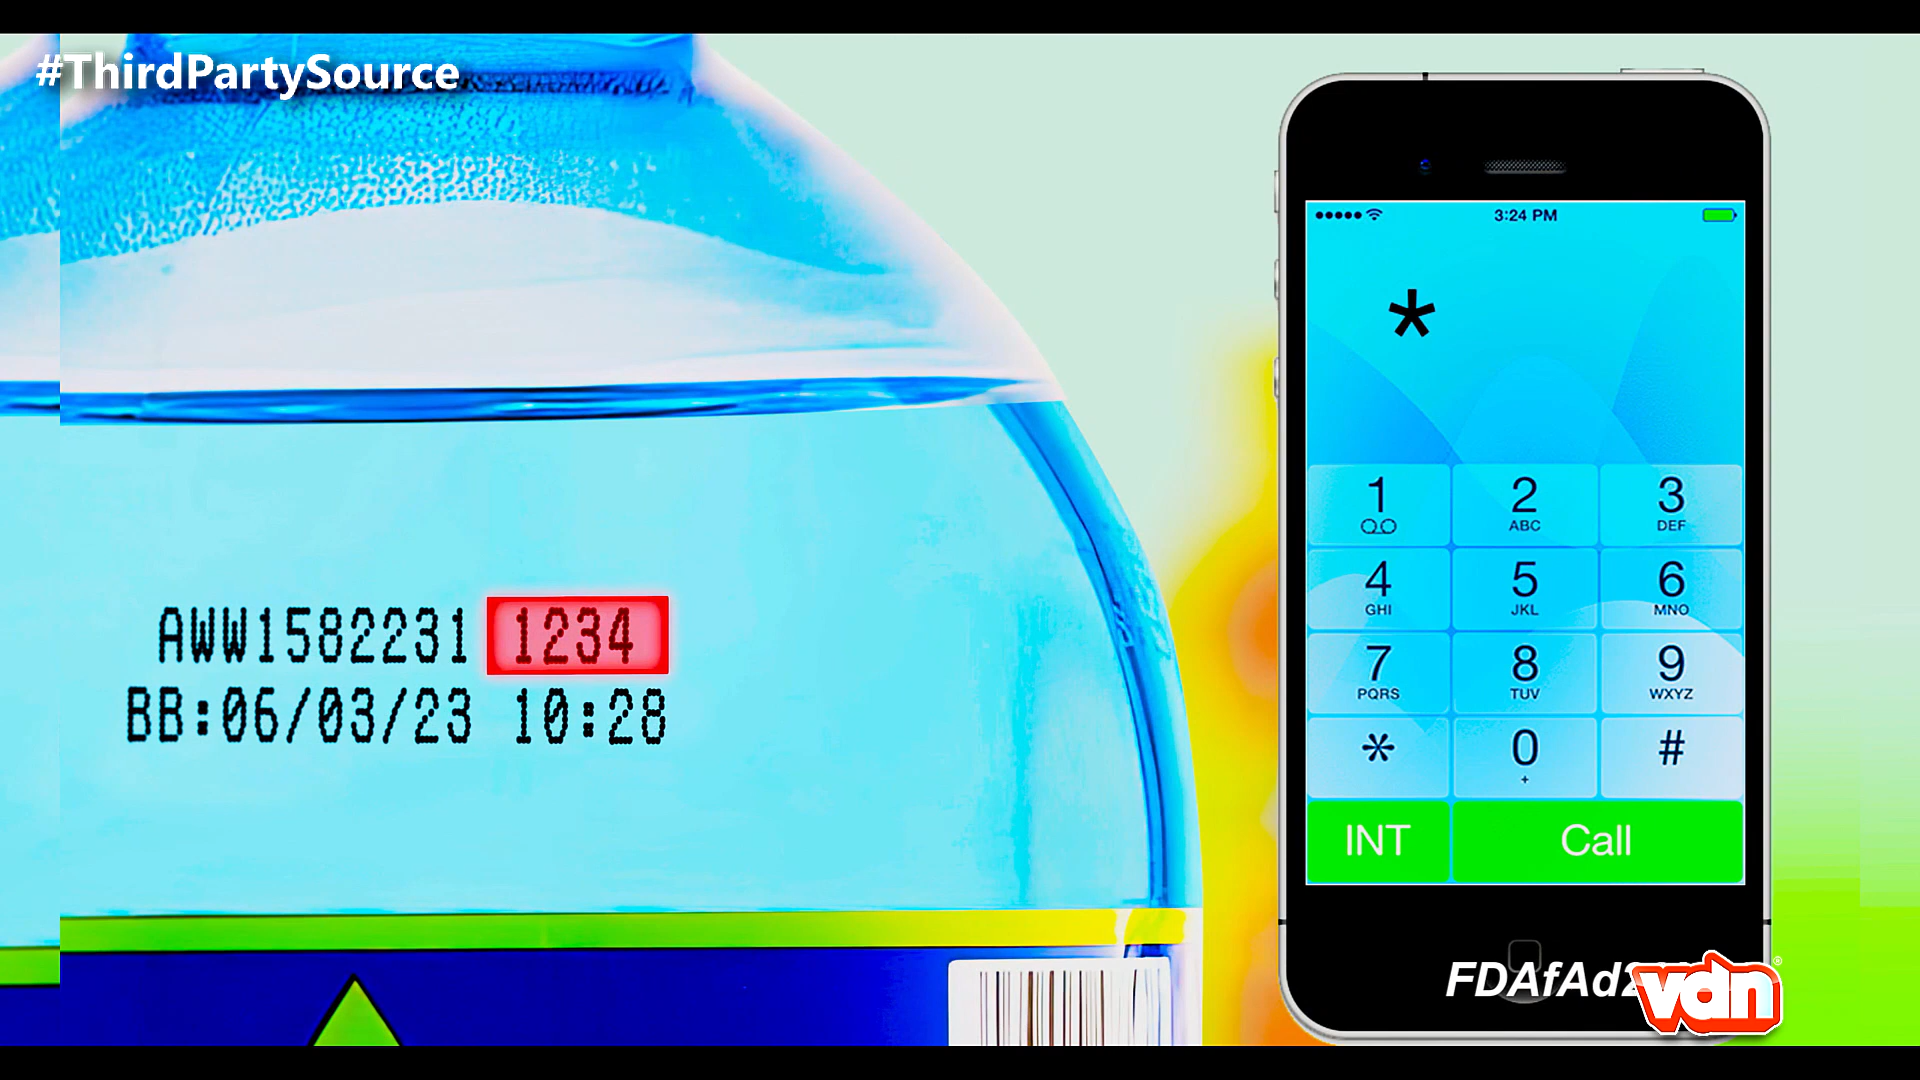 #ThirdPartySource
AWW1582231 1234
BB:06/03/23 10:28
3:24 PM
*
1
2
ABC
3
DEF
4
GHI
5
JKL
6
MNO
7
PQRS
8
TUV
9
WXYZ
*
0
+
#
INT
Call
vdn®